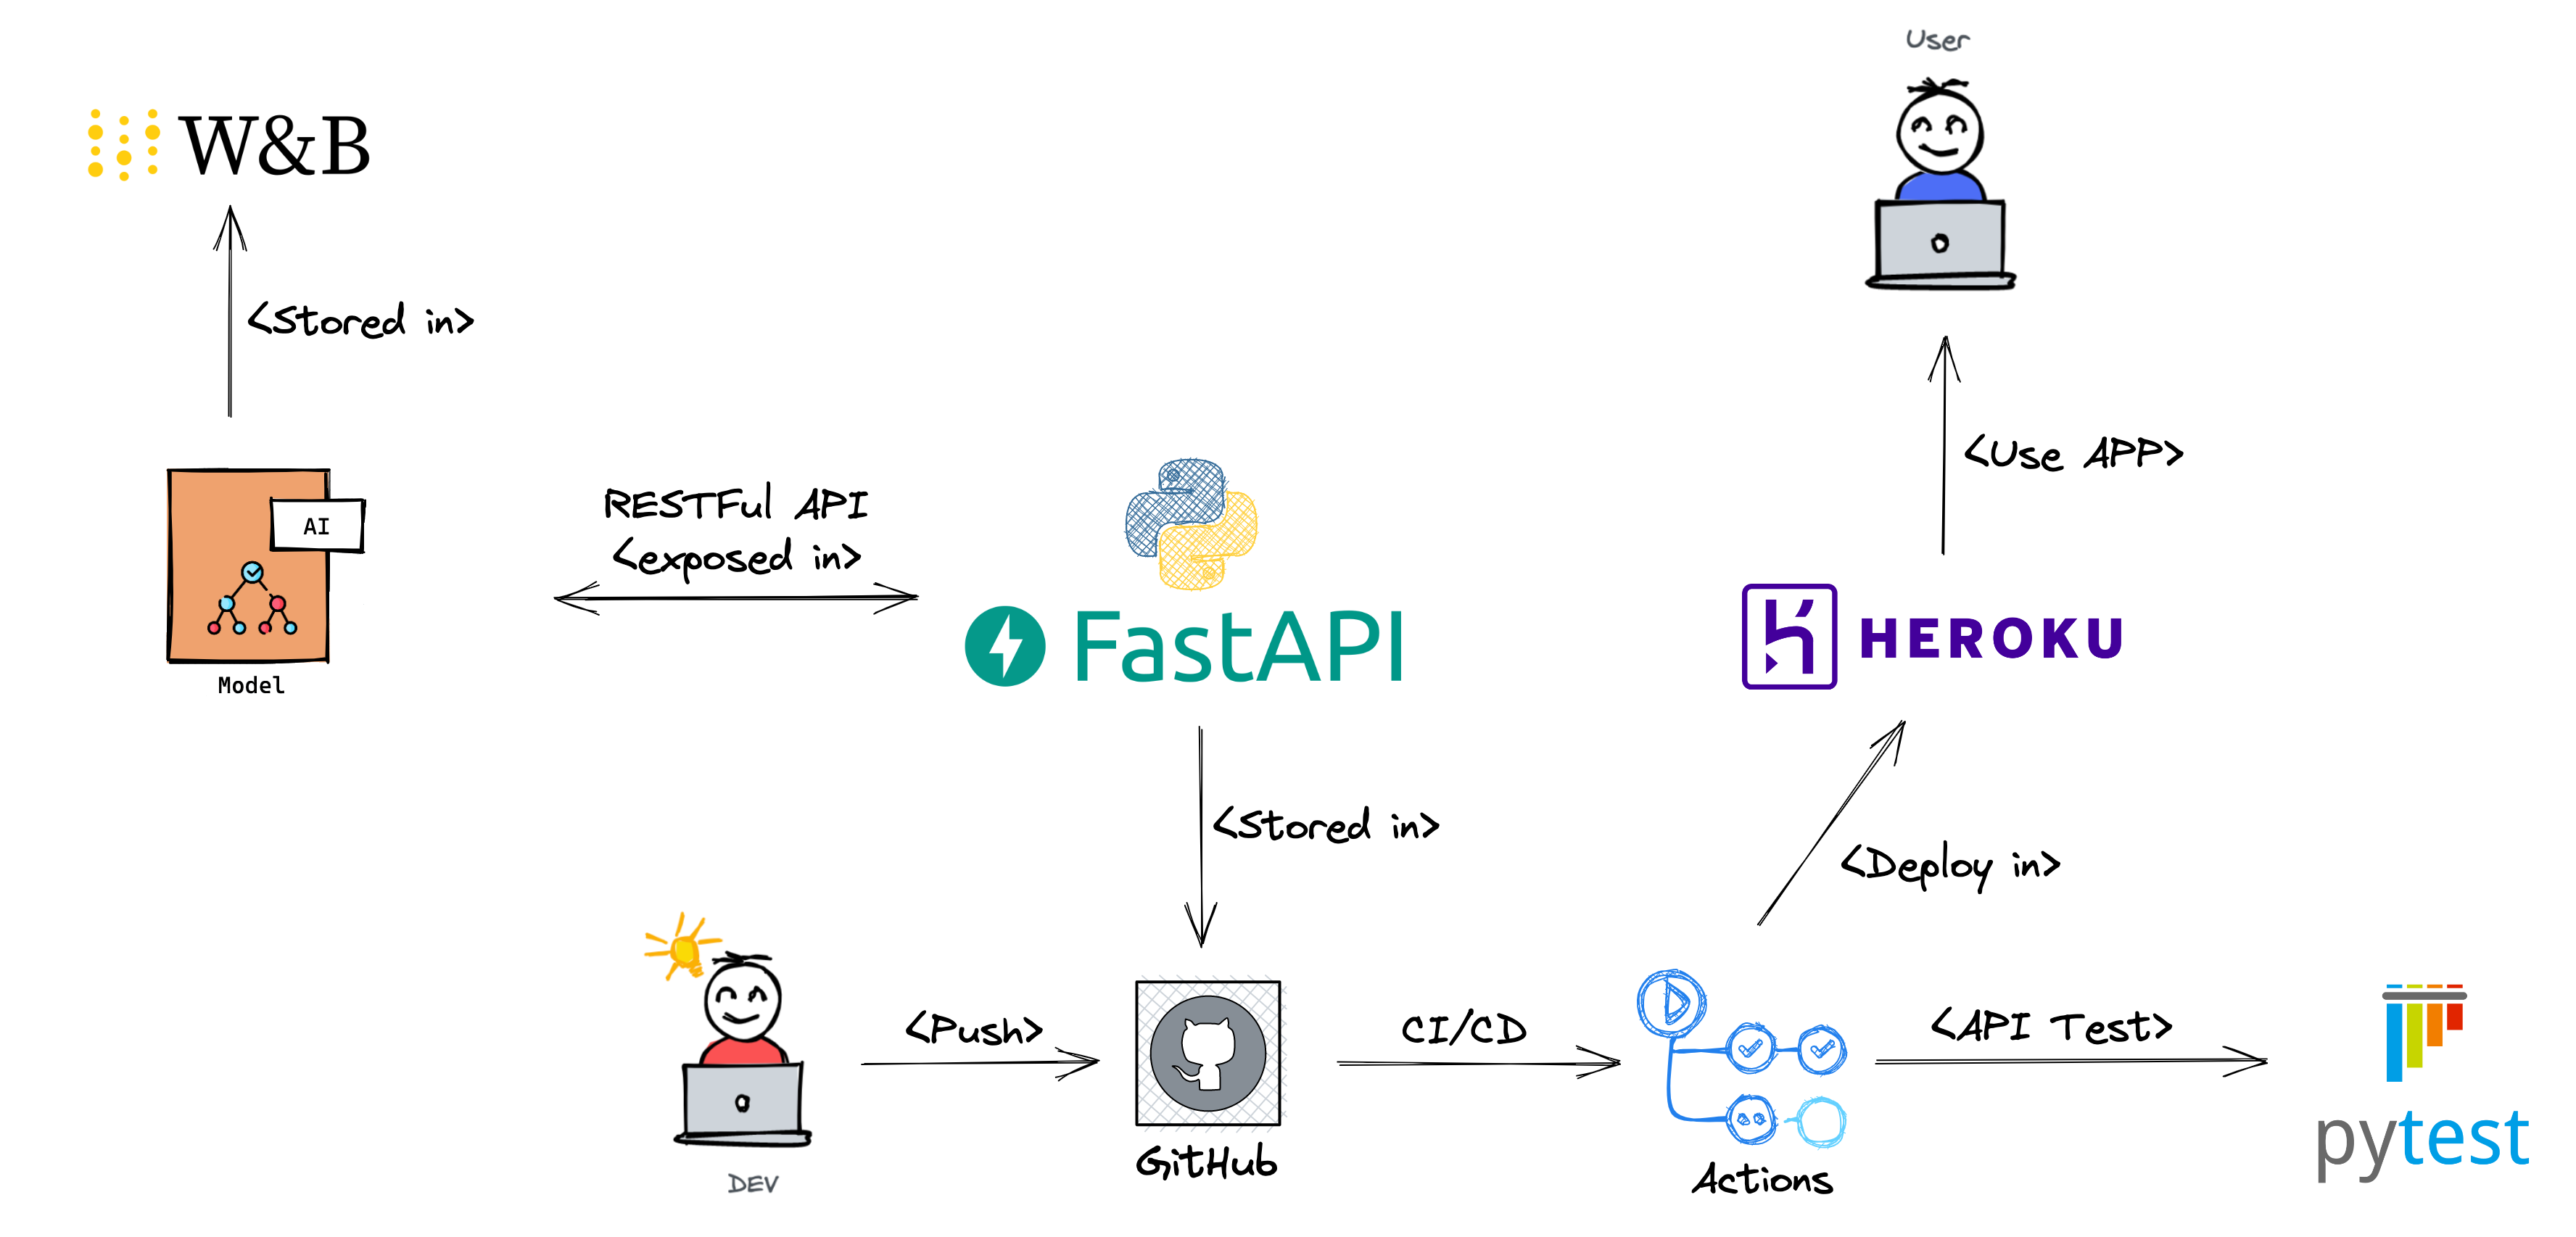 User
W&B
<Stored in>
<Use APP>
RESTFul API
<exposed in>
AI
Model
FastAPI
HEROKU
<Stored in>
<Deploy in>
<Push>
CI/CD
<API Test>
pytest
GitHub
Actions
DEV